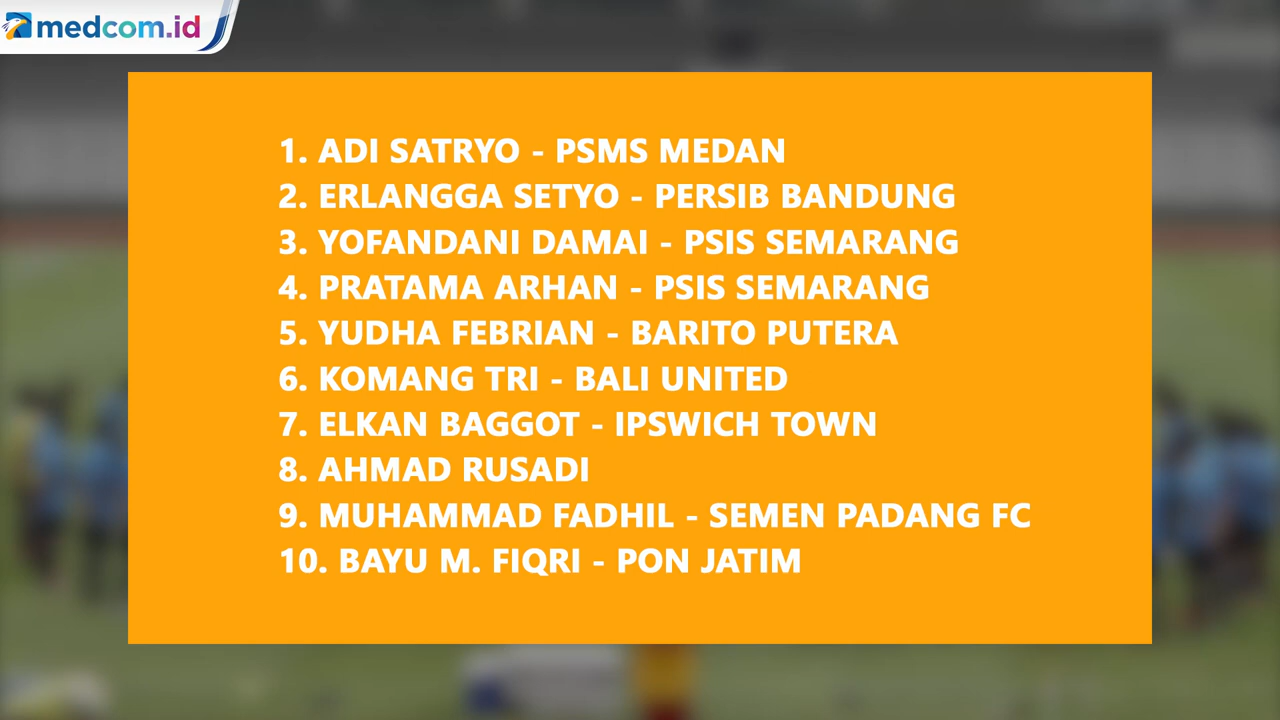 medcom.id
1. ADI SATRYO - PSMS MEDAN
2. ERLANGGA SETYO - PERSIB BANDUNG
3. YOFANDANI DAMAI - PSIS SEMARANG
4. PRATAMA ARHAN - PSIS SEMARANG
5. YUDHA FEBRIAN - BARITO PUTERA
6. KOMANG TRI - BALI UNITED
7. ELKAN BAGGOT - IPSWICH TOWN
8. AHMAD RUSADI
9. MUHAMMAD FADHIL - SEMEN PADANG FC
10. BAYU M. FIQRI - PON JATIM